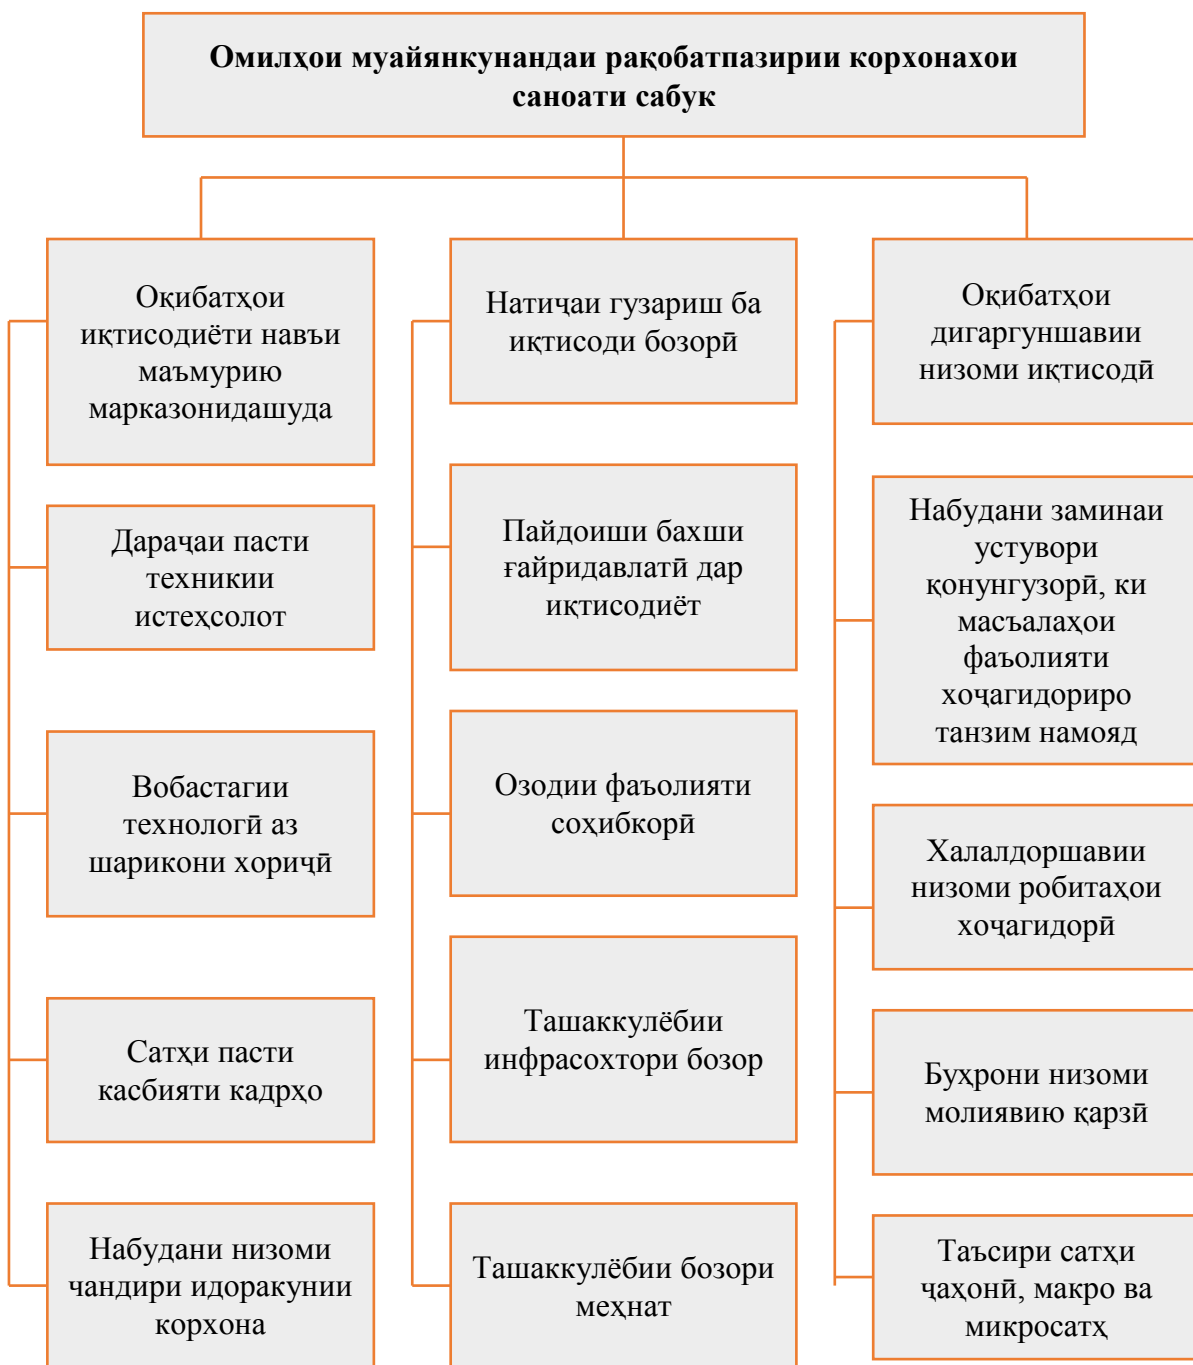 Омилҳои муайянкунандаи рақобатпазирии корхонахои
саноати сабук
Оқибатҳои
иқтисодиёти навъи
маъмурию
марказонидашуда
Дараҷаи пасти
техникии
истеҳсолот
Вобастагии
технологӣ аз
шарикони хориҷӣ
Сатҳи пасти
касбияти кадрҳо
Набудани низоми
чандири идоракунии
корхона
Натиҷаи гузариш ба
иқтисоди бозорӣ
Пайдоиши бахши
ғайридавлатӣ дар
иқтисодиёт
Озодии фаъолияти
соҳибкорӣ
Ташаккулёбии
инфрасохтори бозор
Ташаккулёбии бозори
меҳнат
Оқибатҳои
дигаргуншавии
низоми иқтисодӣ
Набудани заминаи
устувори
қонунгузорӣ, ки
масъалаҳои
фаъолияти
хоҷагидориро
танзим намояд
Халалдоршавии
низоми робитаҳои
хоҷагидорӣ
Буҳрони низоми
молиявию қарзӣ
Таъсири сатҳи
ҷаҳонӣ, макро ва
микросатҳ